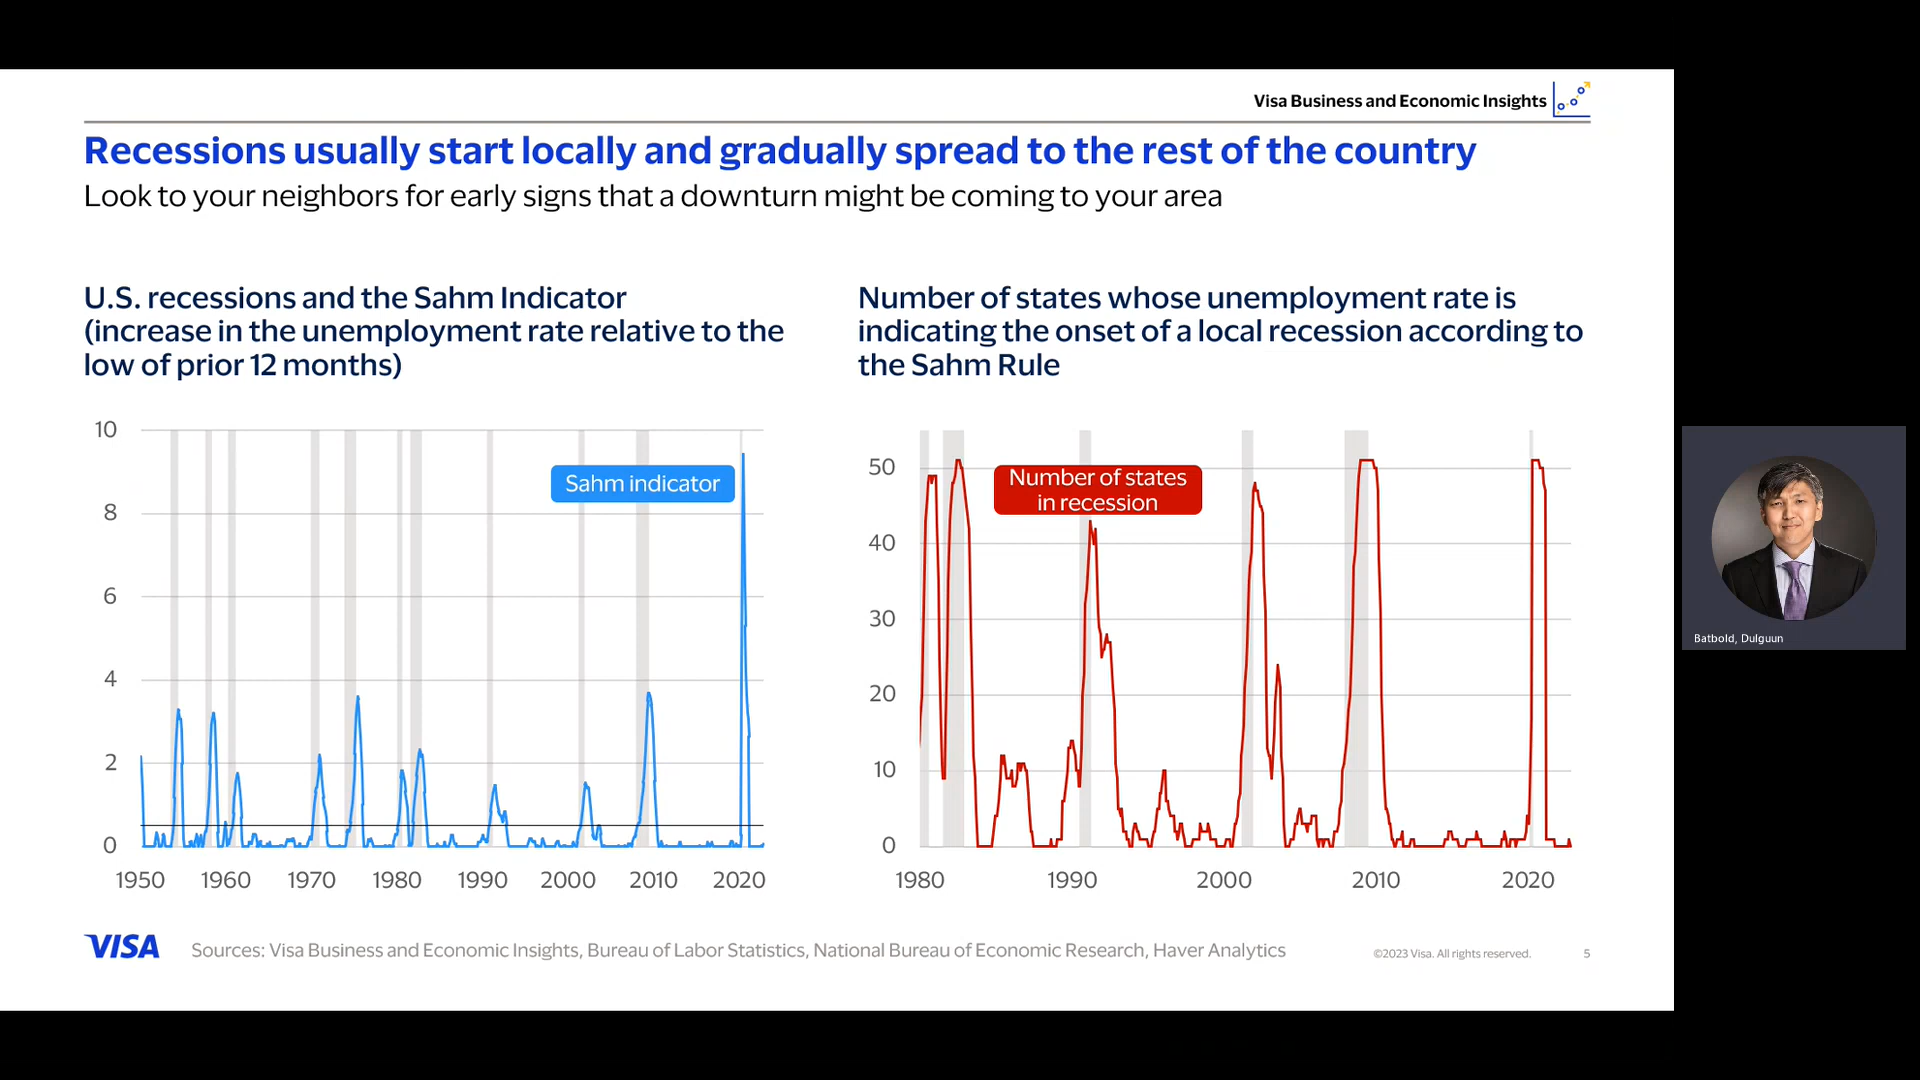 Visa Business and Economic Insights
Recessions usually start locally and gradually spread to the rest of the country
Look to your neighbors for early signs that a downturn might be coming to your area
U.S. recessions and the Sahm Indicator
(increase in the unemployment rate relative to the
low of prior 12 months)
10
8
6
4
2
0
Sahm indicator
1950 1960 1970 1980 1990 2000 2010 2020
Number of states whose unemployment rate is
indicating the onset of a local recession according to
the Sahm Rule
50
40
30
20
10
0
Number of states
in recession
1980 1990 2000 2010 2020
Batbold, Dulguun
VISA
Sources: Visa Business and Economic Insights, Bureau of Labor Statistics, National Bureau of Economic Research, Haver Analytics
©2023 Visa. All rights reserved.
5